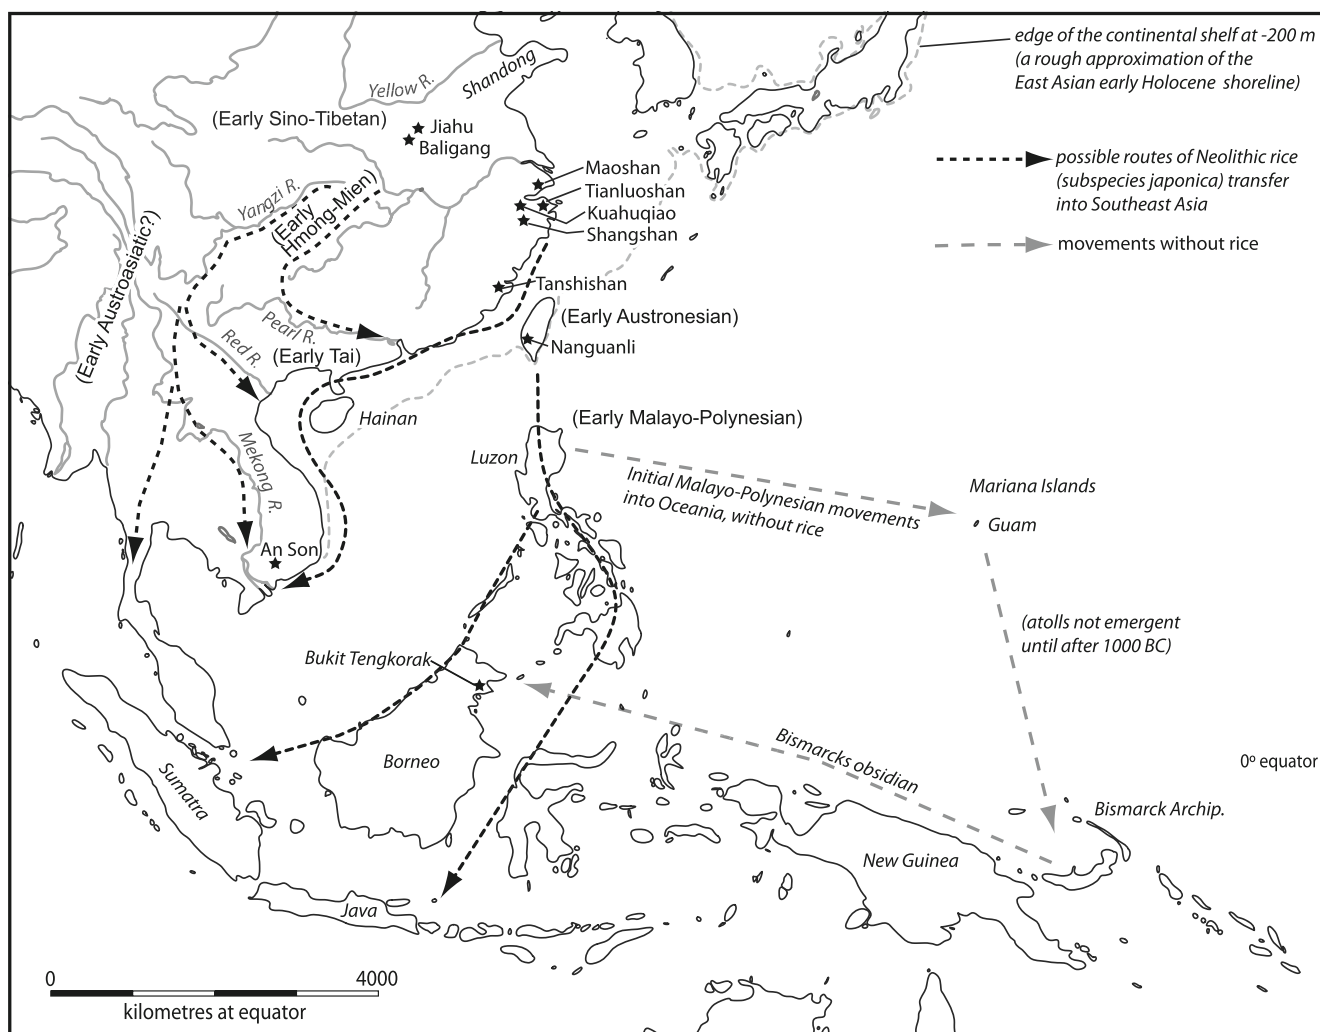 edge of the continental shelf at -200 m
(a rough approximation of the
East Asian early Holocene shoreline)
possible routes of Neolithic rice
(subspecies japonica) transfer
into Southeast Asia
movements without rice
Yellow R.
Shandong
(Early Sino-Tibetan)
Jiahu
Baligang
Maoshan
Tianluoshan
Kuahuqiao
Shangshan
Yangzi R.
(Early
Hmong-Mien)
(Early Austroasiatic?)
Tanshishan
(Early Austronesian)
Nanguanli
Pearl R.
Red R.
(Early Tai)
Hainan
(Early Malayo-Polynesian)
Luzon
Mekong R.
Initial Malayo-Polynesian movements
into Oceania, without rice
Mariana Islands
Guam
An Son
(atolls not emergent
until after 1000 BC)
Bukit Tengkorak
Borneo
Sumatra
Bismarcks obsidian
0º equator
Bismarck Archip.
New Guinea
Java
0 4000
kilometres at equator